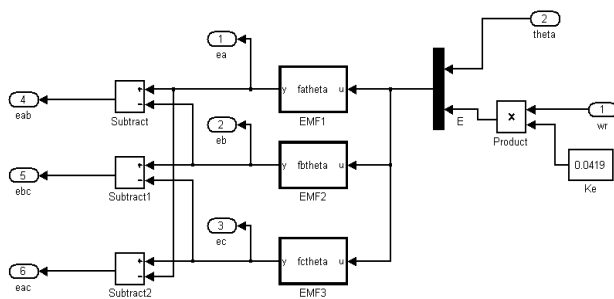 1
ea
2
theta
4
eab
+
−
Subtract
y fatheta u
EMF1
E
×
Product
1
wr
0.0419
Ke
2
eb
5
ebc
+
−
Subtract1
y fbtheta u
EMF2
3
ec
6
eac
+
−
Subtract2
y fctheta u
EMF3